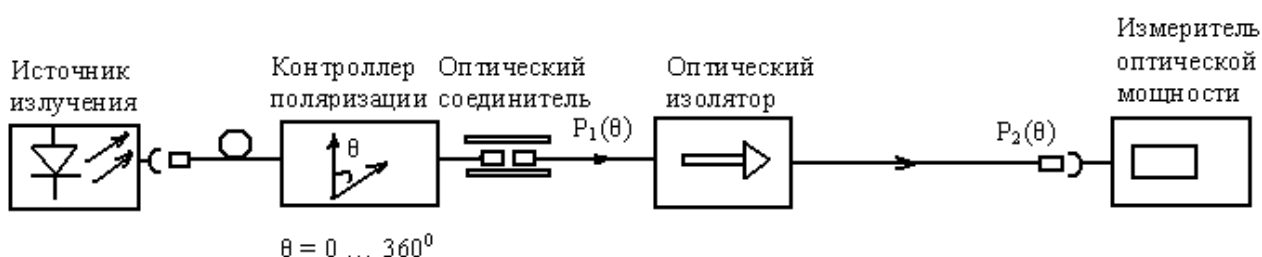 Источник
излучения
Контроллер
поляризации
Оптический
соединитель
Оптический
изолятор
Измеритель
оптической
мощности
θ
P₁(θ)
P₂(θ)
θ = 0 ... 360⁰